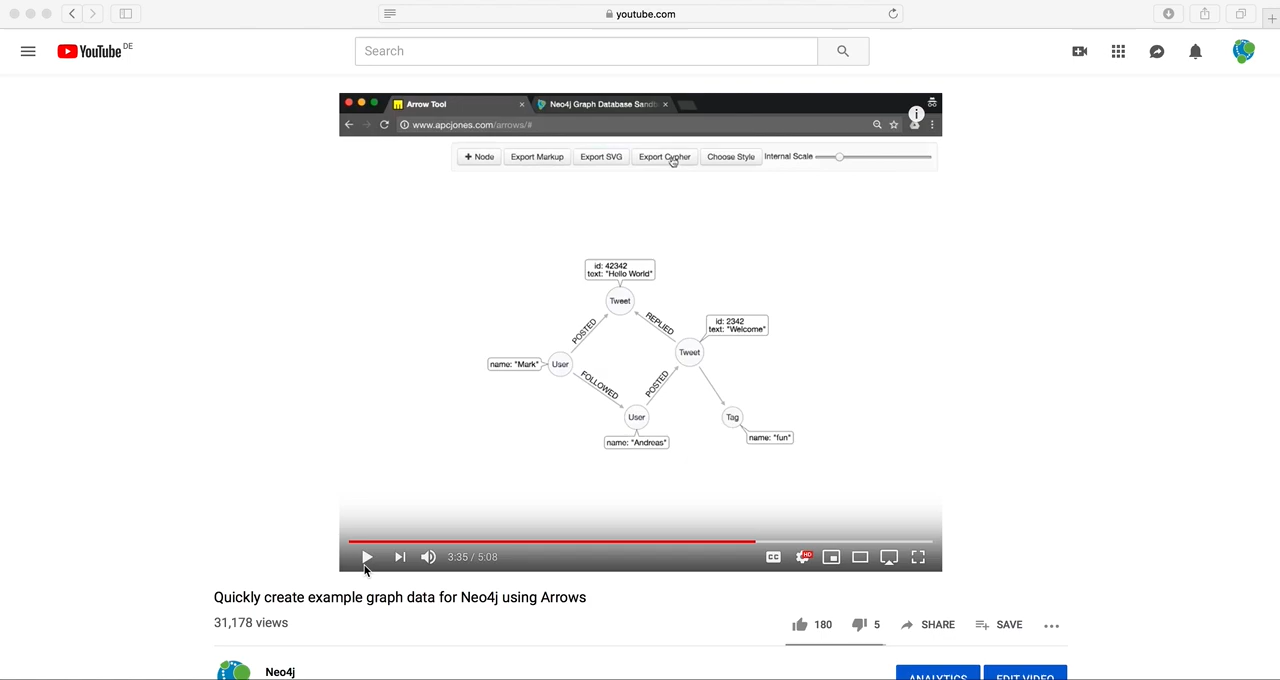 youtube.com
YouTube DE
Search
Arrow Tool
Neo4j Graph Database Sandb
www.apcjones.com/arrows/#
+ Node
Export Markup
Export SVG
Export Cypher
Choose Style
Internal Scale
id: 42342
text: "Hello World"
Tweet
POSTED
REPLIED
id: 2342
text: "Welcome"
Tweet
name: "Mark"
User
FOLLOWED
POSTED
User
Tag
name: "fun"
name: "Andreas"
3:35 / 5:08
CC
HD
Quickly create example graph data for Neo4j using Arrows
31,178 views
180
5
SHARE
SAVE
Neo4j
ANALYTICS
EDIT VIDEO